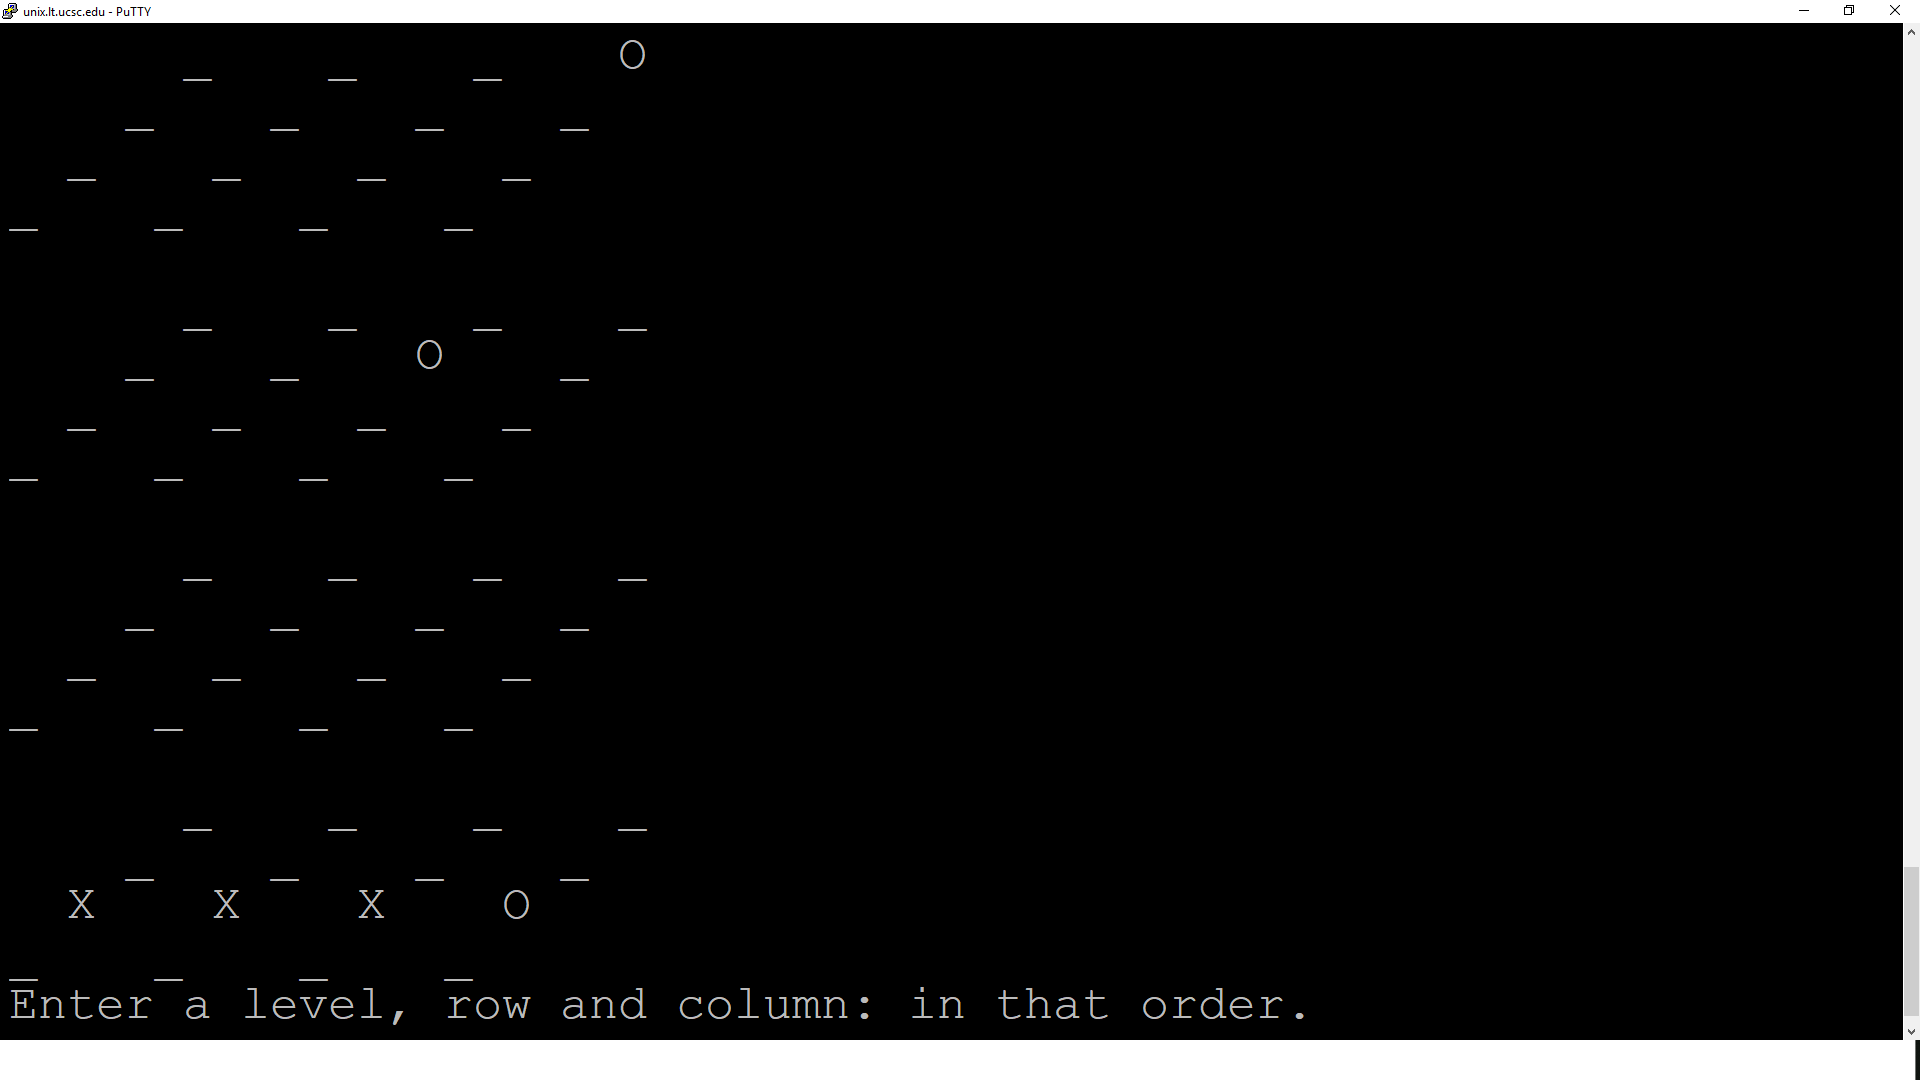 unix.lt.ucsc.edu - PuTTY
                                           O
            _         _         _
        _         _         _         _
    _         _         _         _
_         _         _         _
            _         _         _         _
                            O
        _         _                   _
    _         _         _         _
_         _         _         _
            _         _         _         _
        _         _         _         _
    _         _         _         _
_         _         _         _
            _         _         _         _
        _         _         _         _
    X         X         X         O
_         _         _         _
Enter a level, row and column: in that order.